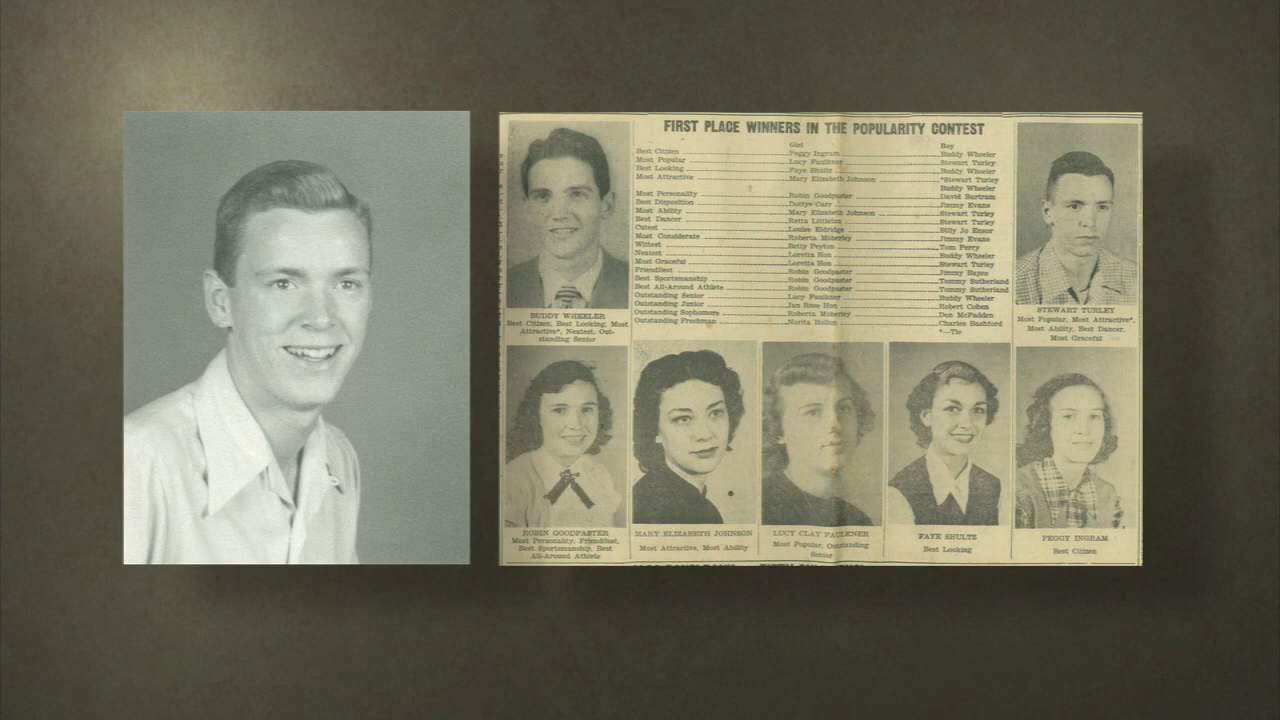 FIRST PLACE WINNERS IN THE POPULARITY CONTEST
Girl Boy
Best Citizen Peggy Ingram Buddy Wheeler
Most Popular Lucy Faulkner Stewart Turley
Best Looking Faye Shultz Buddy Wheeler
Most Attractive Mary Elizabeth Johnson *Stewart Turley
Buddy Wheeler
Most Personality Robin Goodpaster David Bartram
Best Disposition Carr Jimmy Evans
Most Ability Mary Elizabeth Johnson Stewart Turley
Best Dancer Retta Littleton Stewart Turley
Cutest Louise Eldridge Billy Jo Ensor
Most Considerate Roberta Moberley Jimmy Evans
Wittest Betty Peyton Tom Perry
Neatest Loretta Hon Buddy Wheeler
Most Graceful Loretta Hon Stewart Turley
Friendliest Robin Goodpaster Jimmy Bayes
Best Sportsmanship Robin Goodpaster Tommy Sutherland
Best All-Around Athlete Robin Goodpaster Tommy Sutherland
Outstanding Senior Lucy Faulkner Buddy Wheeler
Outstanding Junior Jan Rose Hon Robert Cohen
Outstanding Sophomore Roberta Moberley Don McFadden
Outstanding Freshman Norita Charles Bashford
*—Tie
BUDDY WHEELER
Best Citizen, Best Looking, Most
Attractive*, Neatest, Out-
standing Senior
STEWART TURLEY
Most Popular, Most Attractive*,
Most Ability, Best Dancer,
Most Graceful
ROBIN GOODPASTER
Most Personality, Friendliest,
Best Sportsmanship, Best
All-Around Athlete
MARY ELIZABETH JOHNSON
Most Attractive, Most Ability
LUCY CLAY FAULKNER
Most Popular, Outstanding
Senior
FAYE SHULTZ
Best Looking
PEGGY INGRAM
Best Citizen